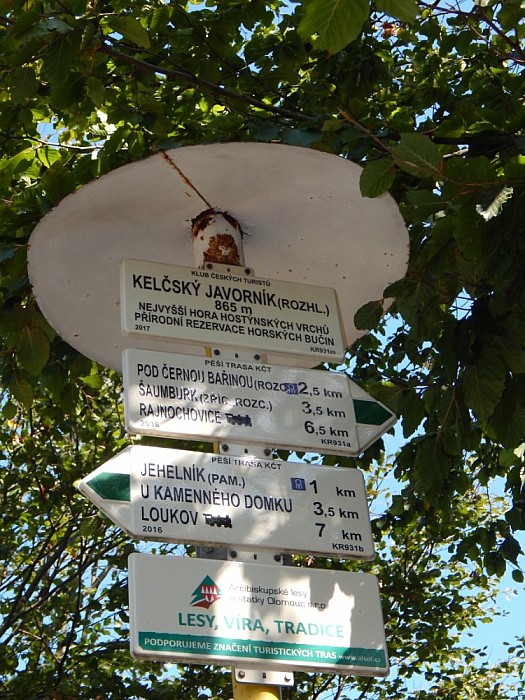 KLUB ČESKÝCH TURISTŮ
KELČSKÝ JAVORNÍK (ROZHL.)
865 m
NEJVYŠŠÍ HORA HOSTÝNSKÝCH VRCHŮ
PŘÍRODNÍ REZERVACE HORSKÝCH BUČIN
2017 KR931m
PĚŠÍ TRASA KČT
POD ČERNOU BAŘINOU (ROZC.) 2,5 km
ŠAUMBURK (ZŘÍC. ROZC.) 3,5 km
RAJNOCHOVICE 6,5 km
2016 KR931a
PĚŠÍ TRASA KČT
JEHELNÍK (PAM.) 1 km
U KAMENNÉHO DOMKU 3,5 km
LOUKOV 7 km
2016 KR931b
Arcibiskupské lesy
a statky Olomouc s.r.o.
LESY, VÍRA, TRADICE
PODPORUJEME ZNAČENÍ TURISTICKÝCH TRAS www.alsol.cz